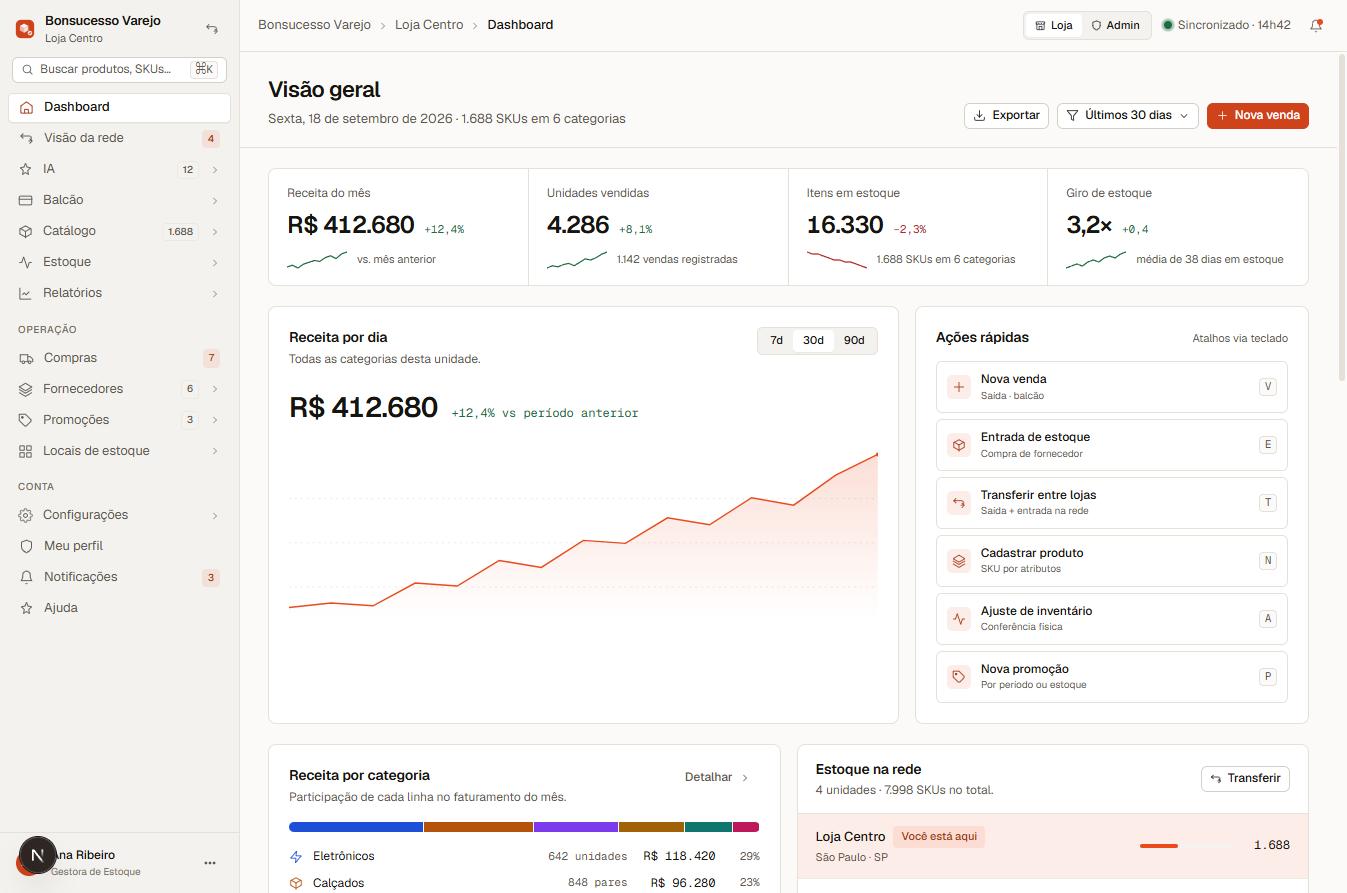 Bonsucesso Varejo
Loja Centro
Buscar produtos, SKUs... ⌘K
Dashboard
Visão da rede 4
IA 12
Balcão
Catálogo 1.688
Estoque
Relatórios
OPERAÇÃO
Compras 7
Fornecedores 6
Promoções 3
Locais de estoque
CONTA
Configurações
Meu perfil
Notificações 3
Ajuda
N
Ana Ribeiro
Gestora de Estoque
Bonsucesso Varejo > Loja Centro > Dashboard
Loja Admin Sincronizado · 14h42
Visão geral
Sexta, 18 de setembro de 2026 · 1.688 SKUs em 6 categorias
Exportar Últimos 30 dias + Nova venda
Receita do mês
R$ 412.680 +12,4%
vs. mês anterior
Unidades vendidas
4.286 +8,1%
1.142 vendas registradas
Itens em estoque
16.330 -2,3%
1.688 SKUs em 6 categorias
Giro de estoque
3,2× +0,4
média de 38 dias em estoque
Receita por dia
Todas as categorias desta unidade.
7d 30d 90d
R$ 412.680 +12,4% vs período anterior
Ações rápidas Atalhos via teclado
Nova venda V
Saída · balcão
Entrada de estoque E
Compra de fornecedor
Transferir entre lojas T
Saída + entrada na rede
Cadastrar produto N
SKU por atributos
Ajuste de inventário A
Conferência física
Nova promoção P
Por período ou estoque
Receita por categoria Detalhar
Participação de cada linha no faturamento do mês.
Eletrônicos 642 unidades R$ 118.420 29%
Calçados 848 pares R$ 96.280 23%
Estoque na rede Transferir
4 unidades · 7.998 SKUs no total.
Loja Centro Você está aqui 1.688
São Paulo · SP